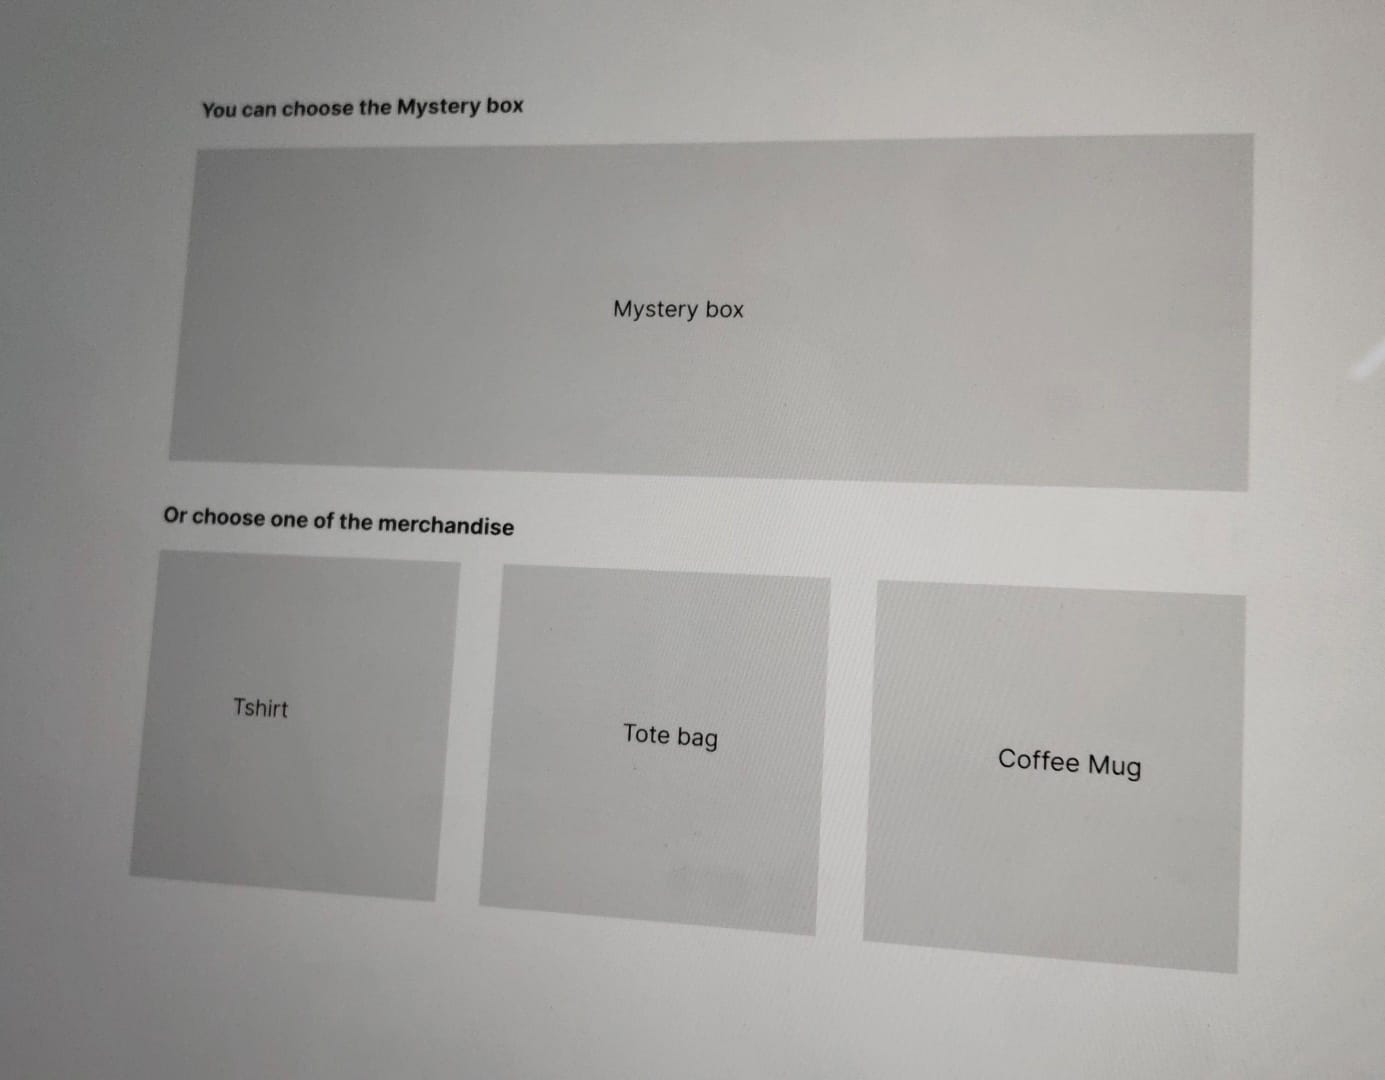 You can choose the Mystery box
Mystery box
Or choose one of the merchandise
Tshirt
Tote bag
Coffee Mug